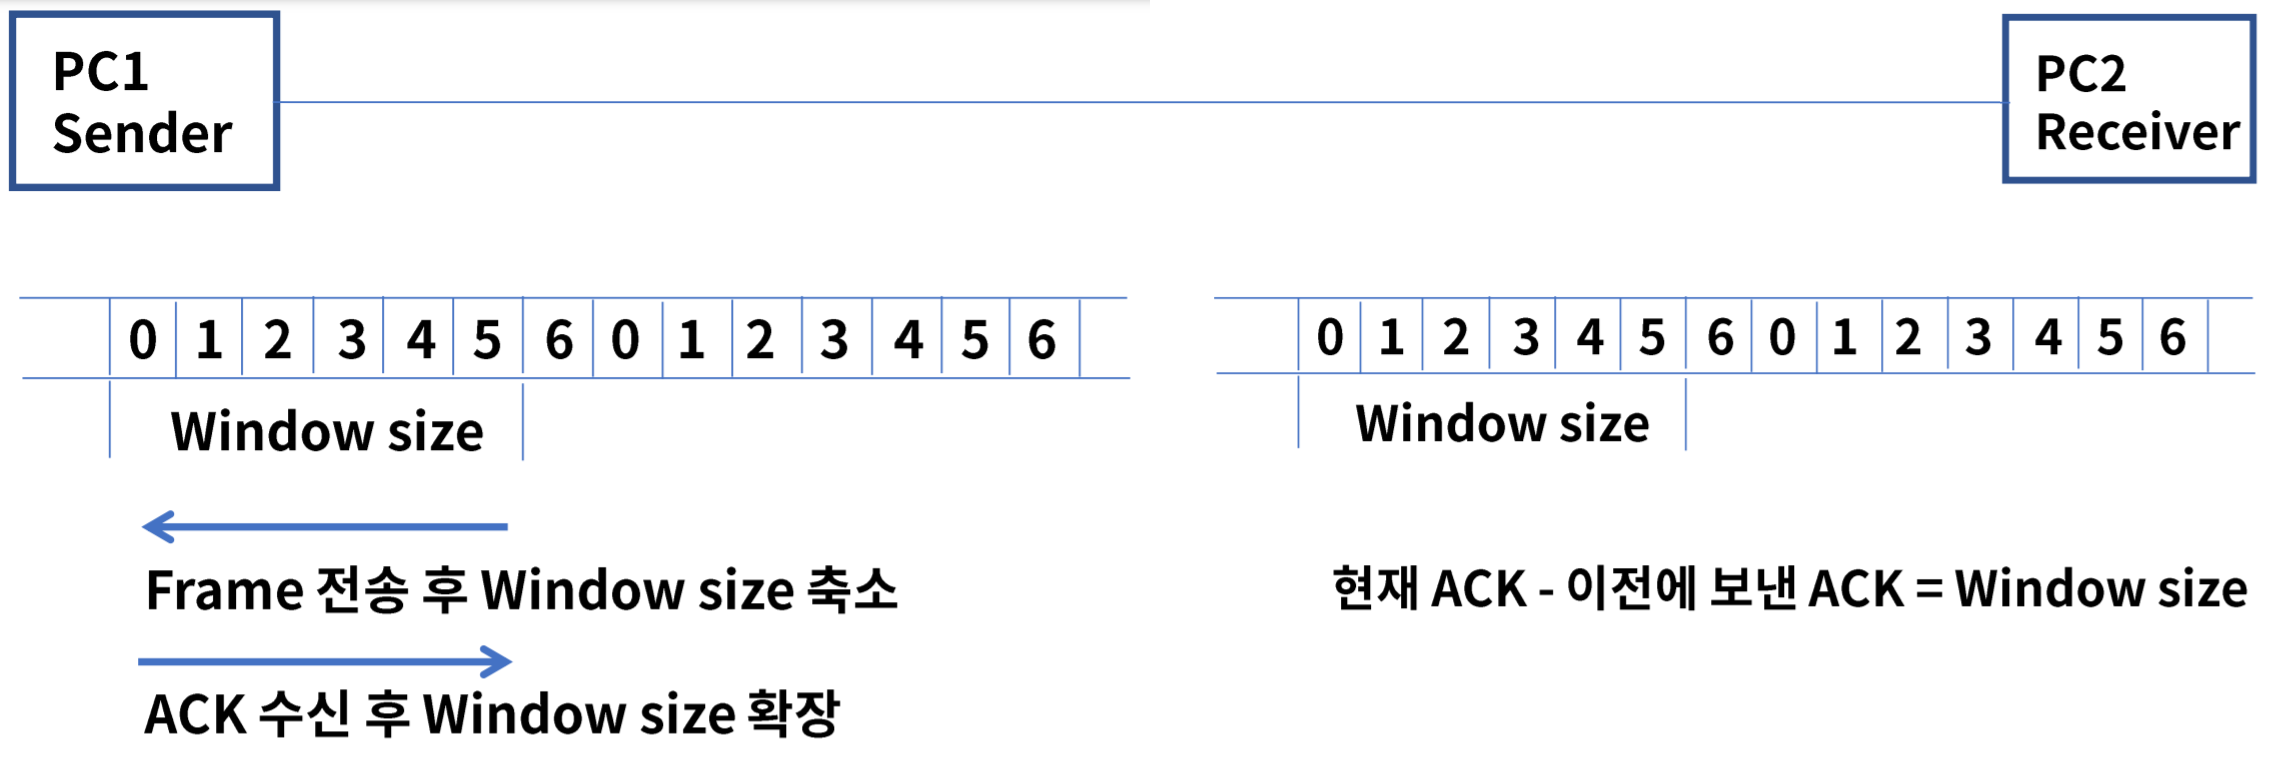 PC1
Sender
PC2
Receiver
0 1 2 3 4 5 6 0 1 2 3 4 5 6
Window size
Frame 전송 후 Window size 축소
ACK 수신 후 Window size 확장
0 1 2 3 4 5 6 0 1 2 3 4 5 6
Window size
현재 ACK - 이전에 보낸 ACK = Window size